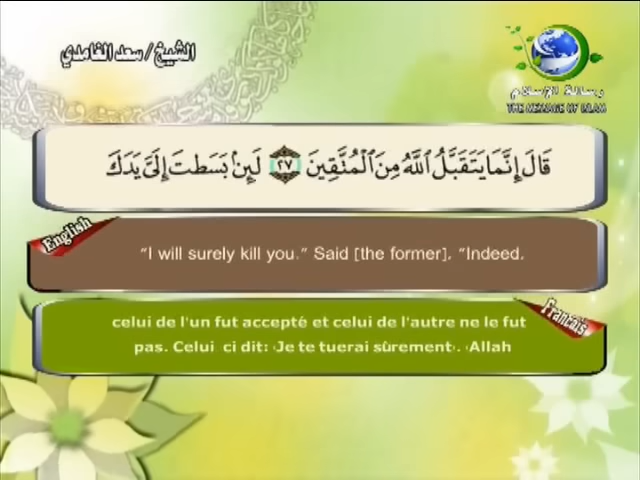 الشيخ / سعد الغامدي
رسالة الإسلام
THE MESSAGE OF ISLAM
قَالَ إِنَّمَا يَتَقَبَّلُ ٱللَّهُ مِنَ ٱلْمُتَّقِينَ ٢٧ لَئِنۢ بَسَطتَ إِلَىَّ يَدَكَ
English
“I will surely kill you.” Said [the former], “Indeed,
Francais
celui de l'un fut accepté et celui de l'autre ne le fut
pas. Celui ci dit: ‹Je te tuerai sûrement›. ‹Allah